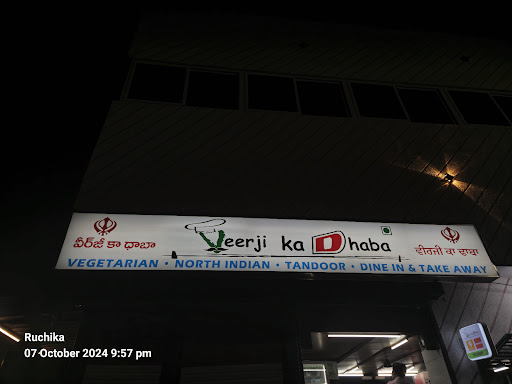 వీర్జీ కా ధాబా
Veerji ka Dhaba
ਵੀਰਜੀ ਕਾ ਢਾਬਾ
VEGETARIAN • NORTH INDIAN • TANDOOR • DINE IN & TAKE AWAY
Ruchika
07 October 2024 9:57 pm